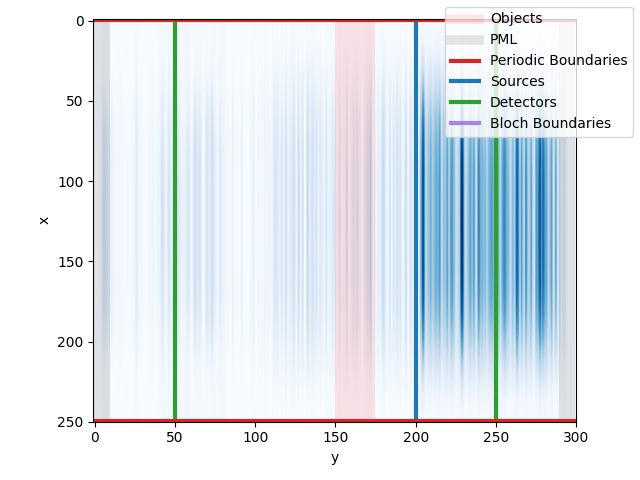 Objects
PML
Periodic Boundaries
Sources
Detectors
Bloch Boundaries
0
50
100
150
200
250
x
0
50
100
150
200
250
300
y